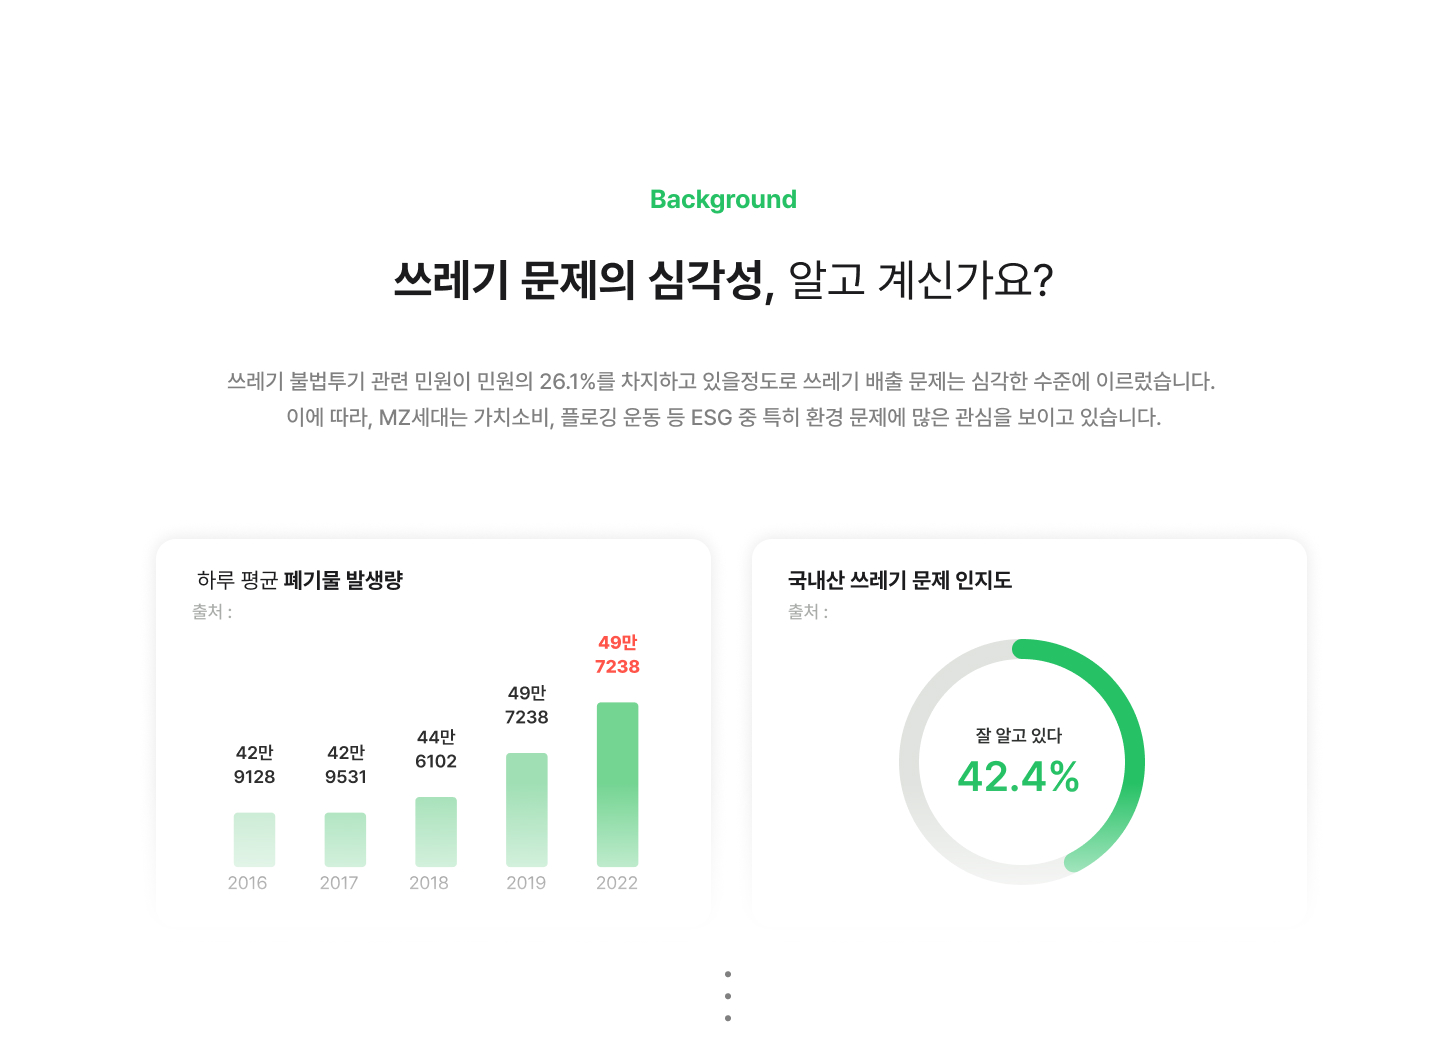 Background
쓰레기 문제의 심각성, 알고 계신가요?
쓰레기 불법투기 관련 민원이 민원의 26.1%를 차지하고 있을정도로 쓰레기 배출 문제는 심각한 수준에 이르렀습니다.
이에 따라, MZ세대는 가치소비, 플로깅 운동 등 ESG 중 특히 환경 문제에 많은 관심을 보이고 있습니다.
하루 평균 폐기물 발생량
출처 :
42만
9128
42만
9531
44만
6102
49만
7238
49만
7238
2016
2017
2018
2019
2022
국내산 쓰레기 문제 인지도
출처 :
잘 알고 있다
42.4%